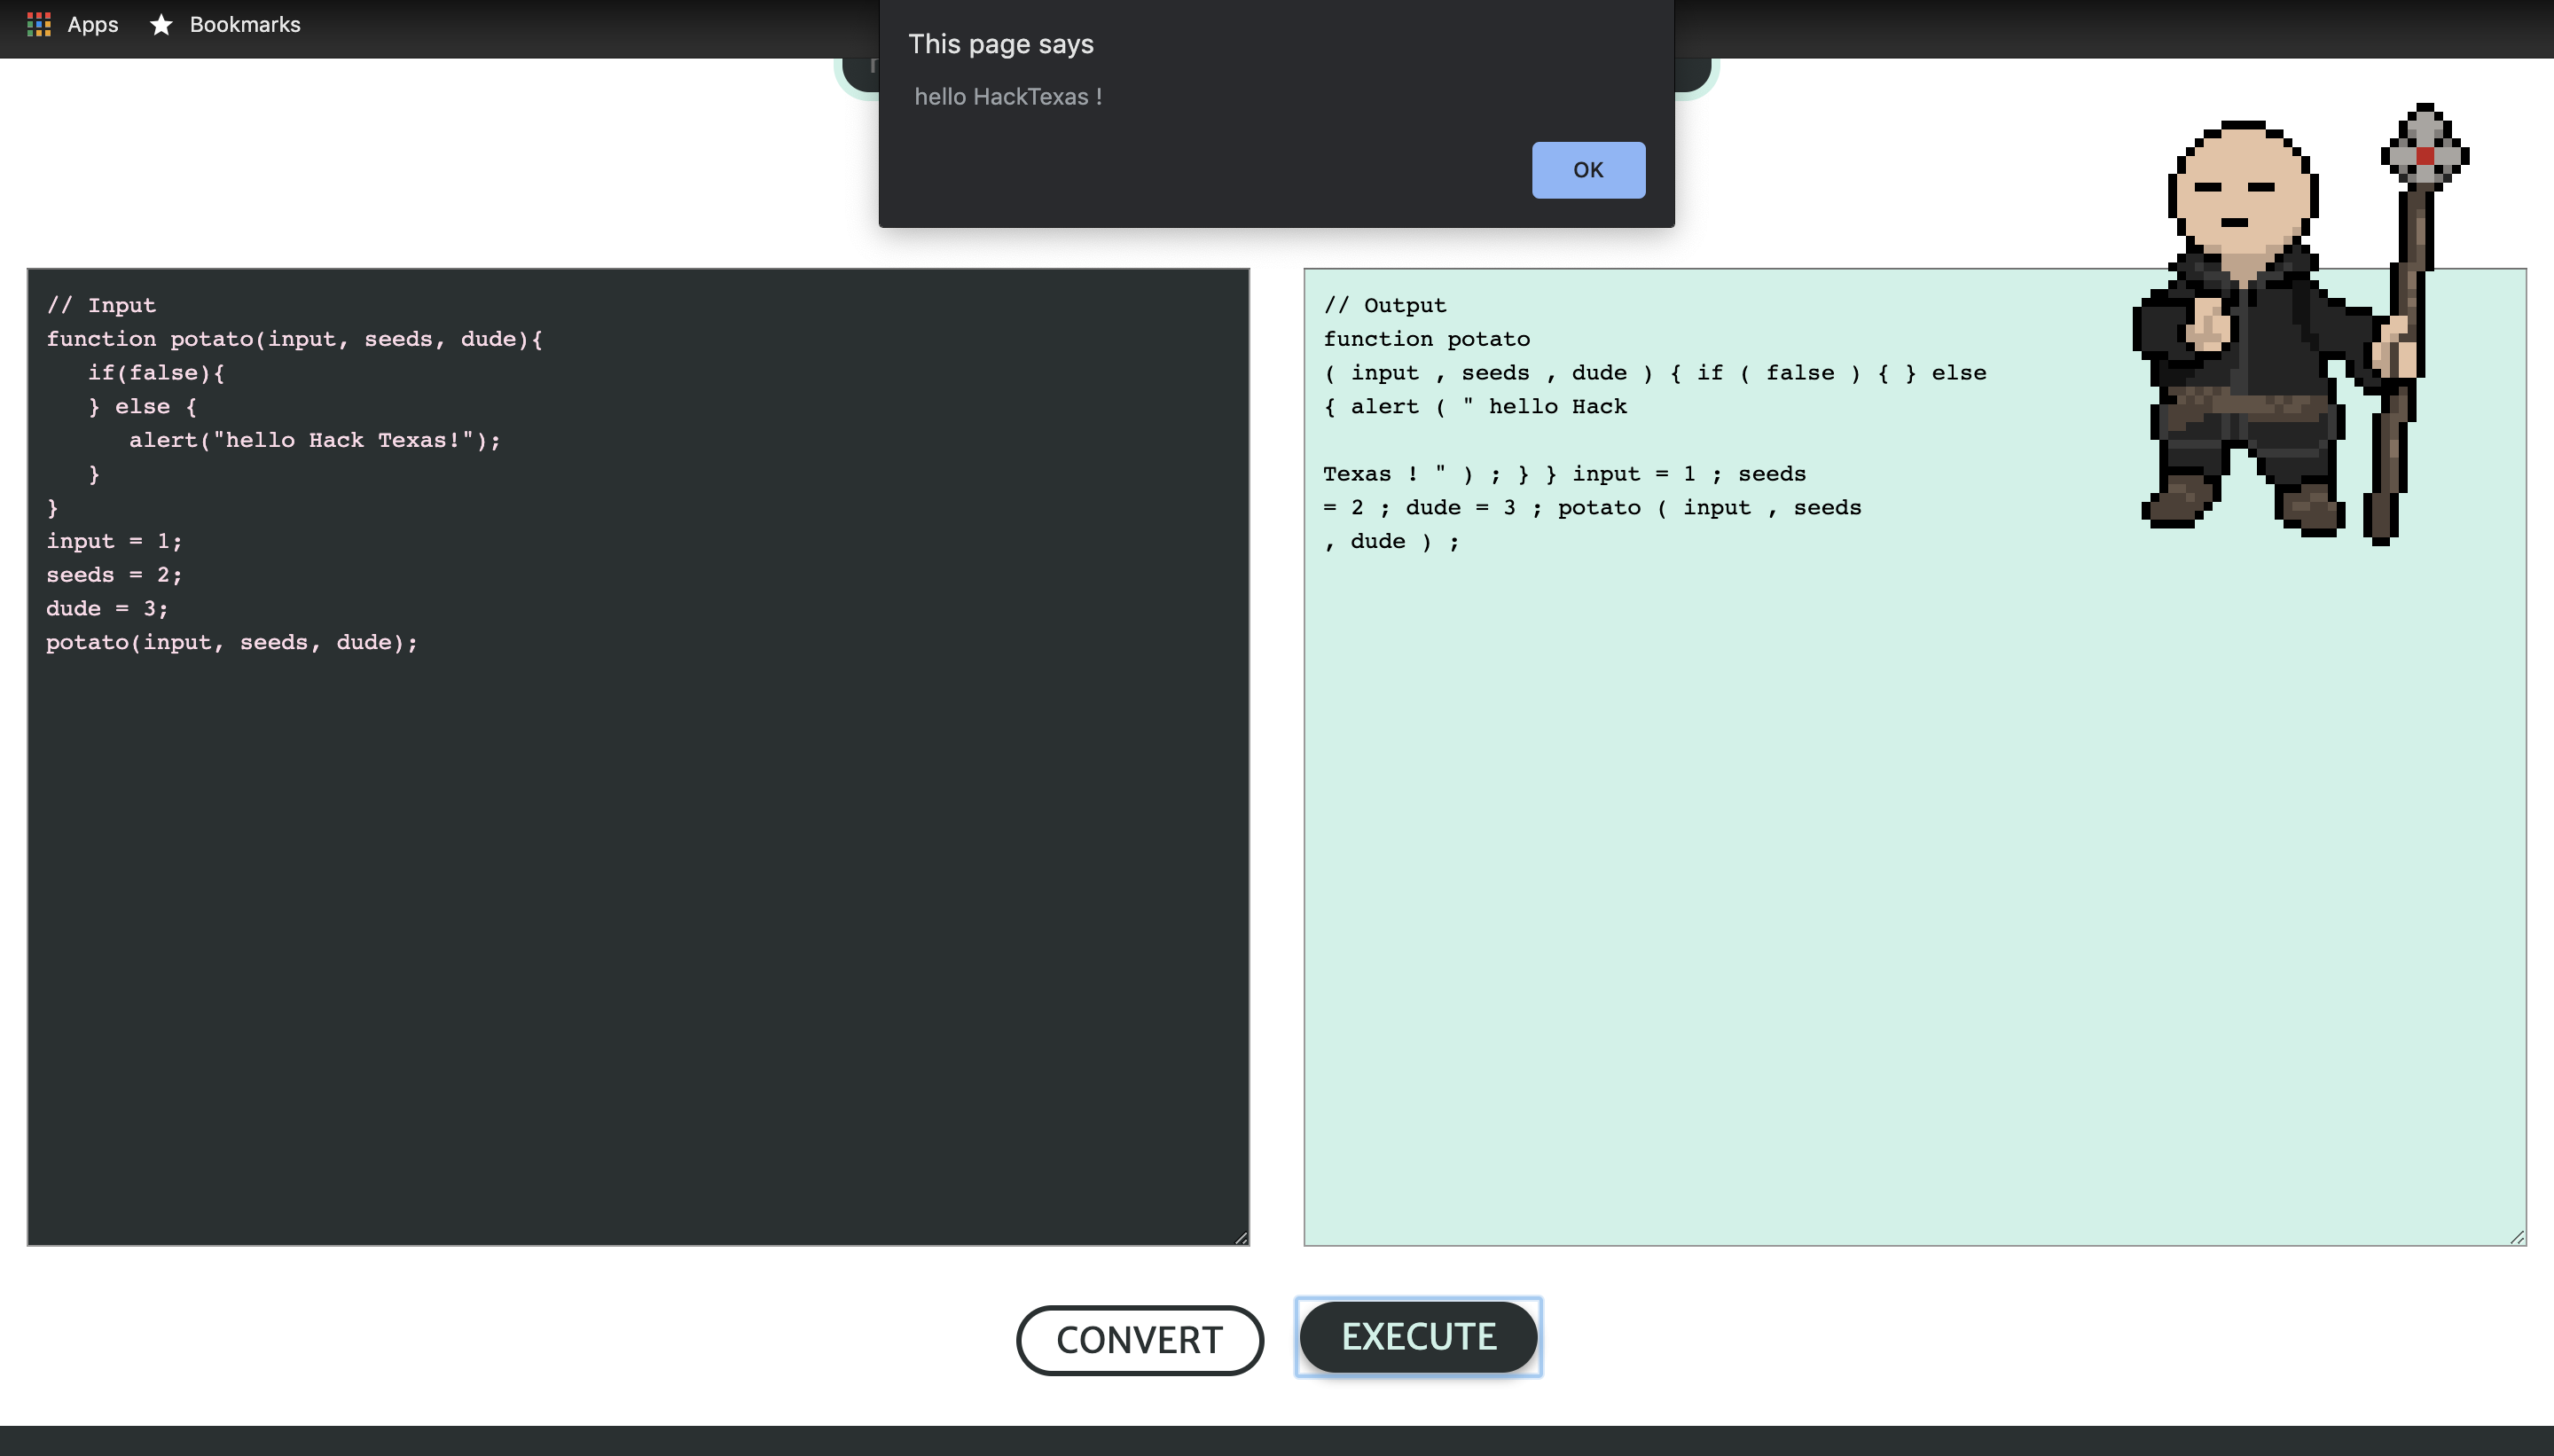 Apps Bookmarks
This page says
hello HackTexas !
OK
// Input
function potato(input, seeds, dude){
   if(false){
   } else {
      alert("hello Hack Texas!");
   }
}
input = 1;
seeds = 2;
dude = 3;
potato(input, seeds, dude);
// Output
function potato
( input , seeds , dude ) { if ( false ) { } else
{ alert ( " hello Hack

Texas ! " ) ; } } input = 1 ; seeds
= 2 ; dude = 3 ; potato ( input , seeds
, dude ) ;
CONVERT
EXECUTE